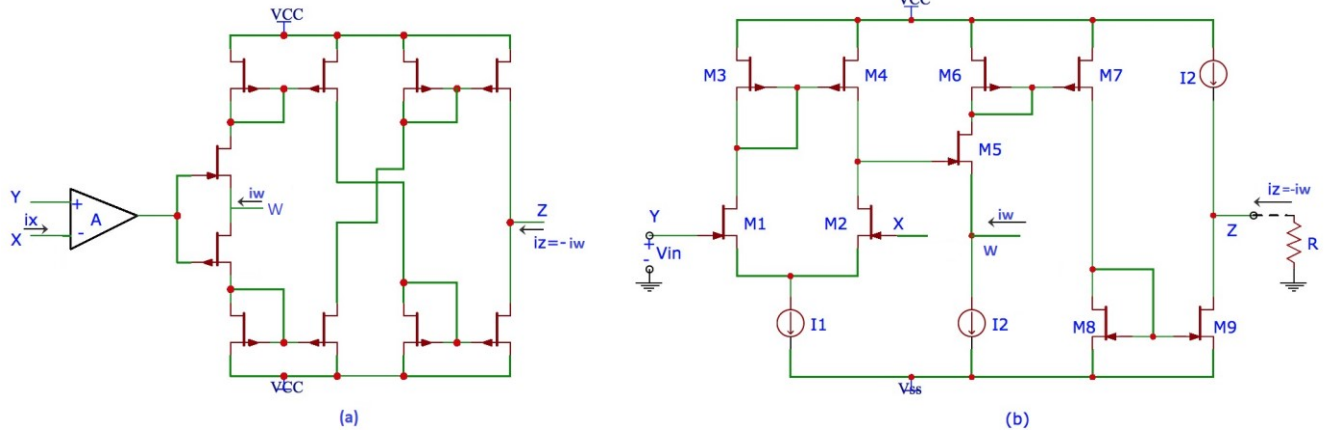 VCC
Y
+
ix
A
X
-
iw
W
Z
iz=-iw
VCC
(a)
VCC
M3
M4
M6
M7
I2
M5
Y
+
Vin
-
M1
M2
X
iw
W
iz=-iw
Z
R
I1
I2
M8
M9
Vss
(b)